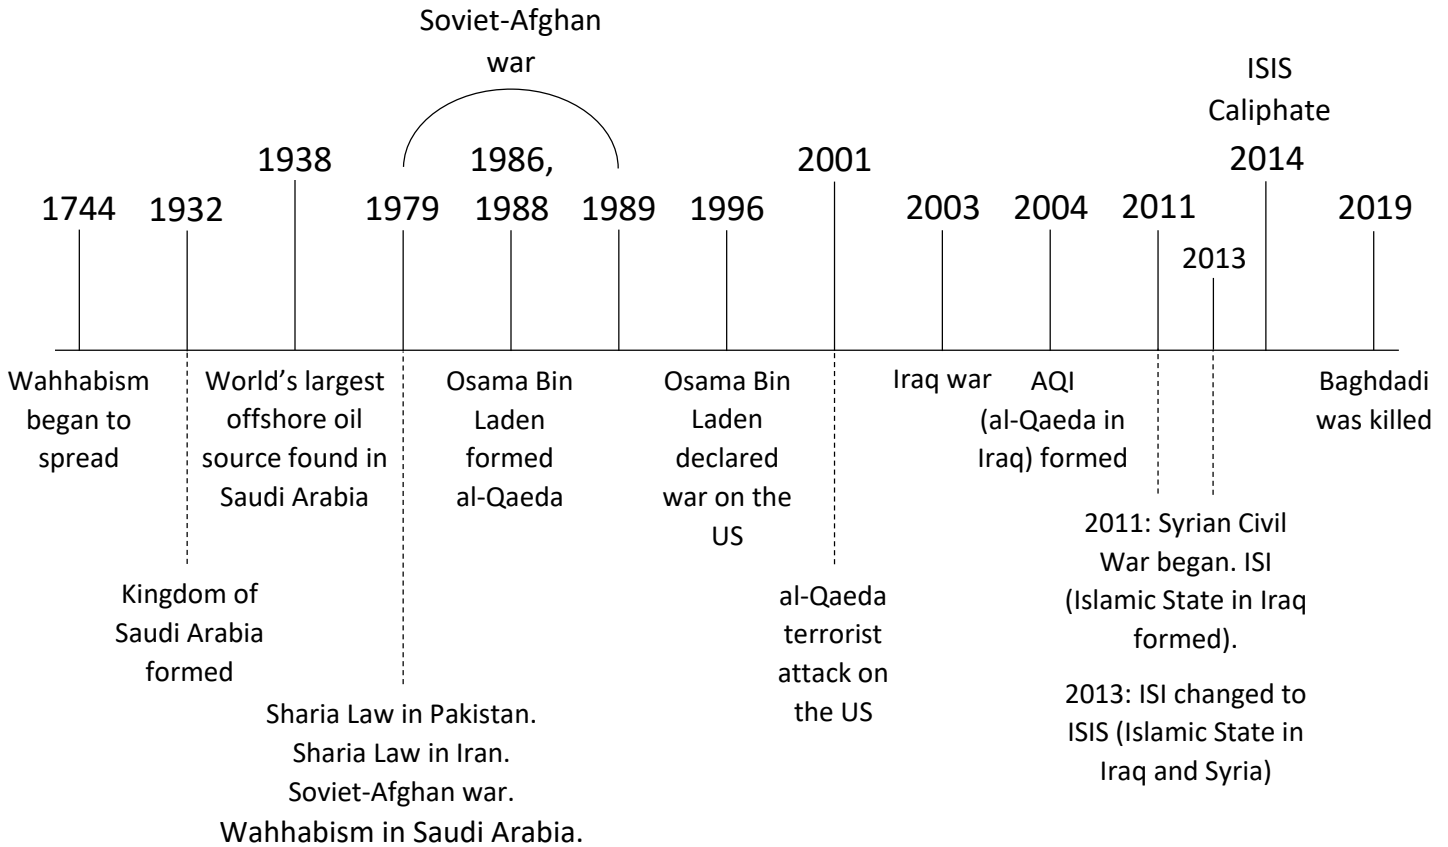 Soviet-Afghan
war
ISIS
Caliphate
1938
1986,
2001
2014
1744
1932
1979
1988
1989
1996
2003
2004
2011
2019
2013
Wahhabism
began to
spread
World’s largest
offshore oil
source found in
Saudi Arabia
Osama Bin
Laden
formed
al-Qaeda
Osama Bin
Laden
declared
war on the
US
Iraq war
AQI
(al-Qaeda in
Iraq) formed
Baghdadi
was killed
Kingdom of
Saudi Arabia
formed
Sharia Law in Pakistan.
Sharia Law in Iran.
Soviet-Afghan war.
Wahhabism in Saudi Arabia.
al-Qaeda
terrorist
attack on
the US
2011: Syrian Civil
War began. ISI
(Islamic State in Iraq
formed).
2013: ISI changed to
ISIS (Islamic State in
Iraq and Syria)